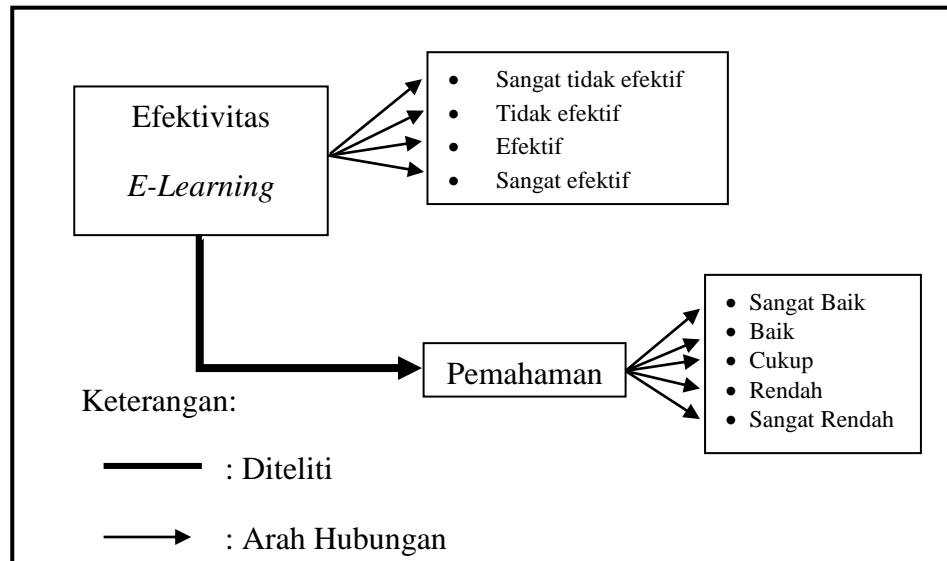 Efektivitas
E-Learning
• Sangat tidak efektif
• Tidak efektif
• Efektif
• Sangat efektif
Pemahaman
• Sangat Baik
• Baik
• Cukup
• Rendah
• Sangat Rendah
Keterangan:
: Diteliti
: Arah Hubungan